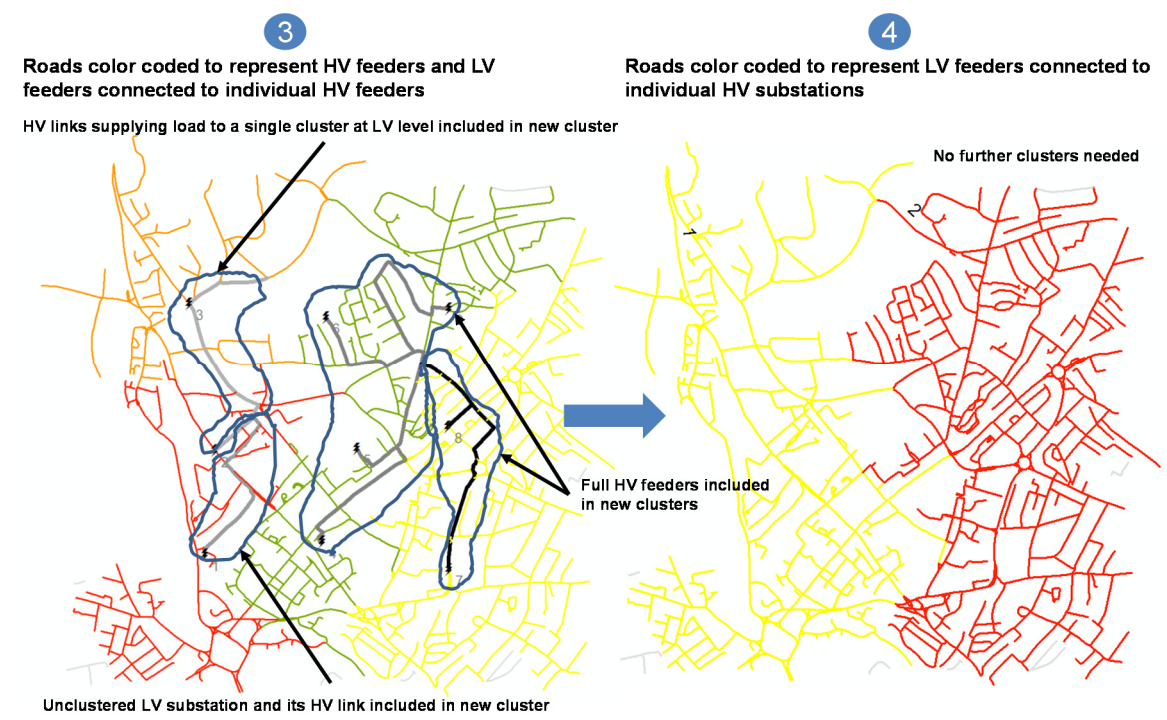 3
4
Roads color coded to represent HV feeders and LV
feeders connected to individual HV feeders
Roads color coded to represent LV feeders connected to
individual HV substations
HV links supplying load to a single cluster at LV level included in new cluster
No further clusters needed
1
2
3
6
8
5
2
Full HV feeders included
in new clusters
1
7
Unclustered LV substation and its HV link included in new cluster